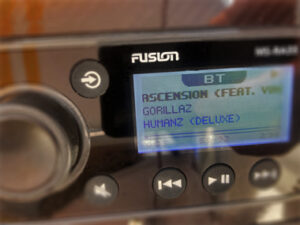 FUSION
BT
ASCENSION (FEAT.
GORILLAZ
HUMANZ (DELUXE)